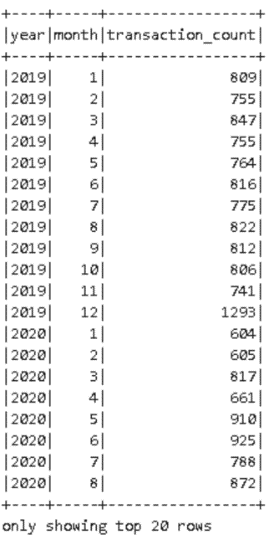 +----+-----+-----------------+
|year|month|transaction_count|
+----+-----+-----------------+
|2019|    1|              809|
|2019|    2|              755|
|2019|    3|              847|
|2019|    4|              755|
|2019|    5|              764|
|2019|    6|              816|
|2019|    7|              775|
|2019|    8|              822|
|2019|    9|              812|
|2019|   10|              806|
|2019|   11|              741|
|2019|   12|             1293|
|2020|    1|              604|
|2020|    2|              605|
|2020|    3|              817|
|2020|    4|              661|
|2020|    5|              910|
|2020|    6|              925|
|2020|    7|              788|
|2020|    8|              872|
+----+-----+-----------------+
only showing top 20 rows